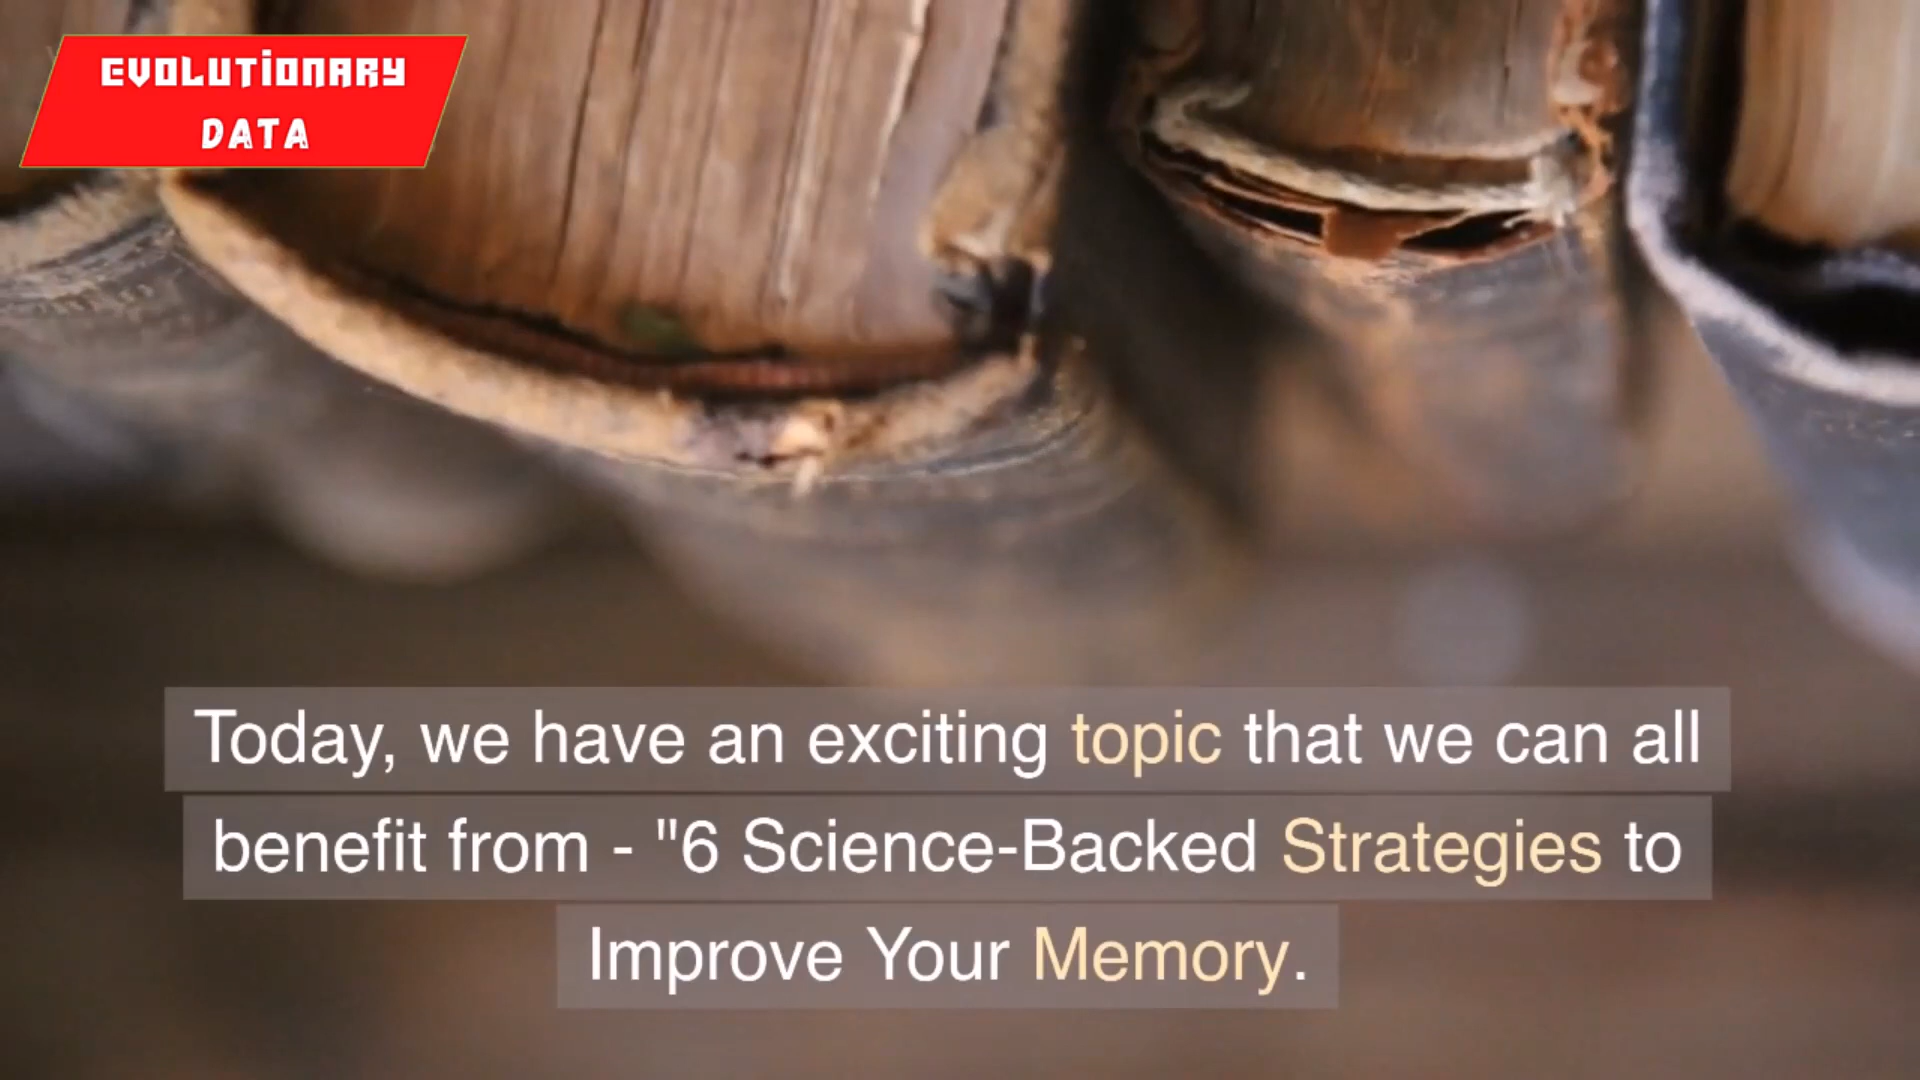 EVOLUTIONARY
DATA
Today, we have an exciting topic that we can all
benefit from - "6 Science-Backed Strategies to
Improve Your Memory.